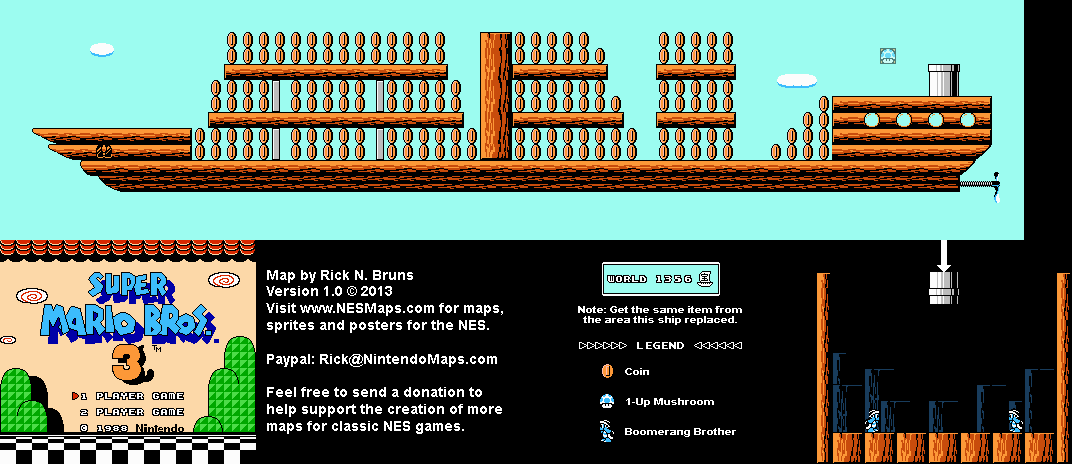 SUPER
MARIO BROS.
3 TM
1 PLAYER GAME
2 PLAYER GAME
© 1988 Nintendo
Map by Rick N. Bruns
Version 1.0 © 2013
Visit www.NESMaps.com for maps,
sprites and posters for the NES.
Paypal: Rick@NintendoMaps.com
Feel free to send a donation to
help support the creation of more
maps for classic NES games.
WORLD 1356
Note: Get the same item from
the area this ship replaced.
LEGEND
Coin
1-Up Mushroom
Boomerang Brother